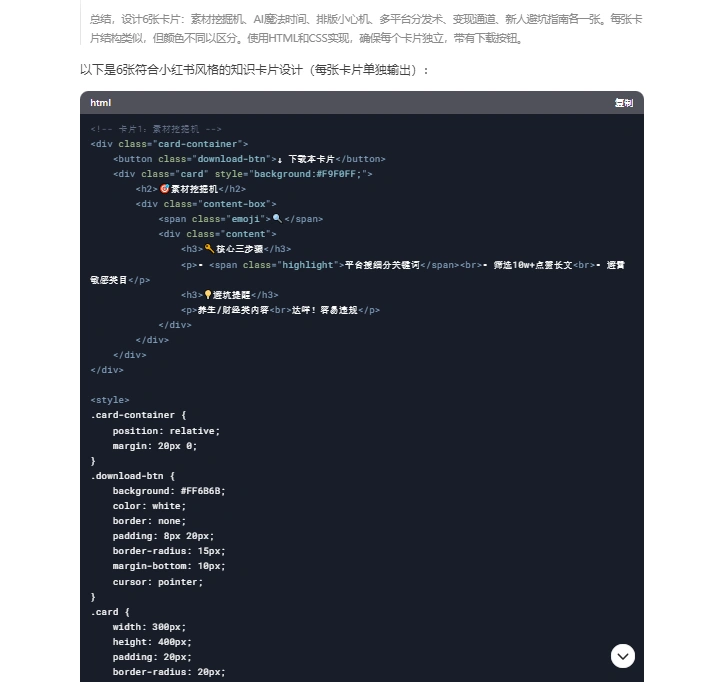 总结，设计6张卡片：素材挖掘机、AI魔法时间、排版小心机、多平台分发术、变现通道、新人避坑指南各一张。每张卡
片结构类似，但颜色不同以区分。使用HTML和CSS实现，确保每个卡片独立，带有下载按钮。
以下是6张符合小红书风格的知识卡片设计（每张卡片单独输出）：
html 复制
<!-- 卡片1：素材挖掘机 -->
<div class="card-container">
<button class="download-btn">↓ 下载本卡片</button>
<div class="card" style="background:#F9F0FF;">
<h2>🎯素材挖掘机</h2>
<div class="content-box">
<span class="emoji">🔍</span>
<div class="content">
<h3>🔑核心三步骤</h3>
<p>- <span class="highlight">平台搜细分关键词</span><br>- 筛选10w+点赞长文<br>- 避雷
敏感类目</p>
<h3>💡避坑提醒</h3>
<p>养生/财经类内容<br>达咩！容易违规</p>
</div>
</div>
</div>
</div>
<style>
.card-container {
position: relative;
margin: 20px 0;
}
.download-btn {
background: #FF6B6B;
color: white;
border: none;
padding: 8px 20px;
border-radius: 15px;
margin-bottom: 10px;
cursor: pointer;
}
.card {
width: 300px;
height: 400px;
padding: 20px;
border-radius: 20px;